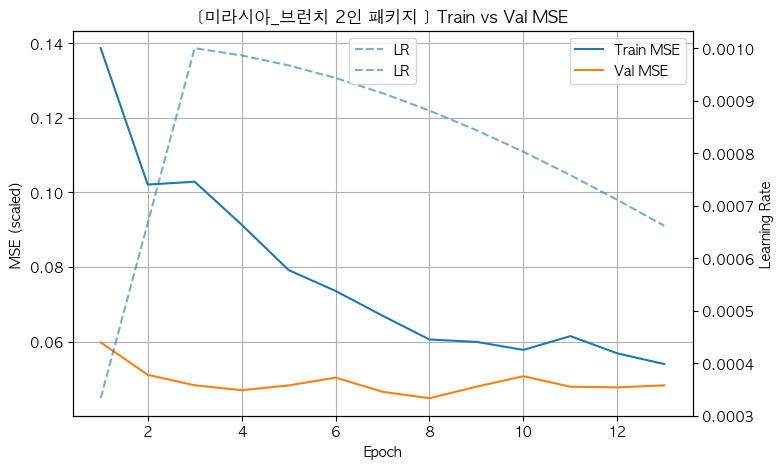 〔미라시아_브런치 2인 패키지 〕 Train vs Val MSE
LR
LR
Train MSE
Val MSE
MSE (scaled)
0.14
0.12
0.10
0.08
0.06
0.0010
0.0009
0.0008
0.0007
0.0006
0.0005
0.0004
0.0003
Learning Rate
2
4
6
8
10
12
Epoch